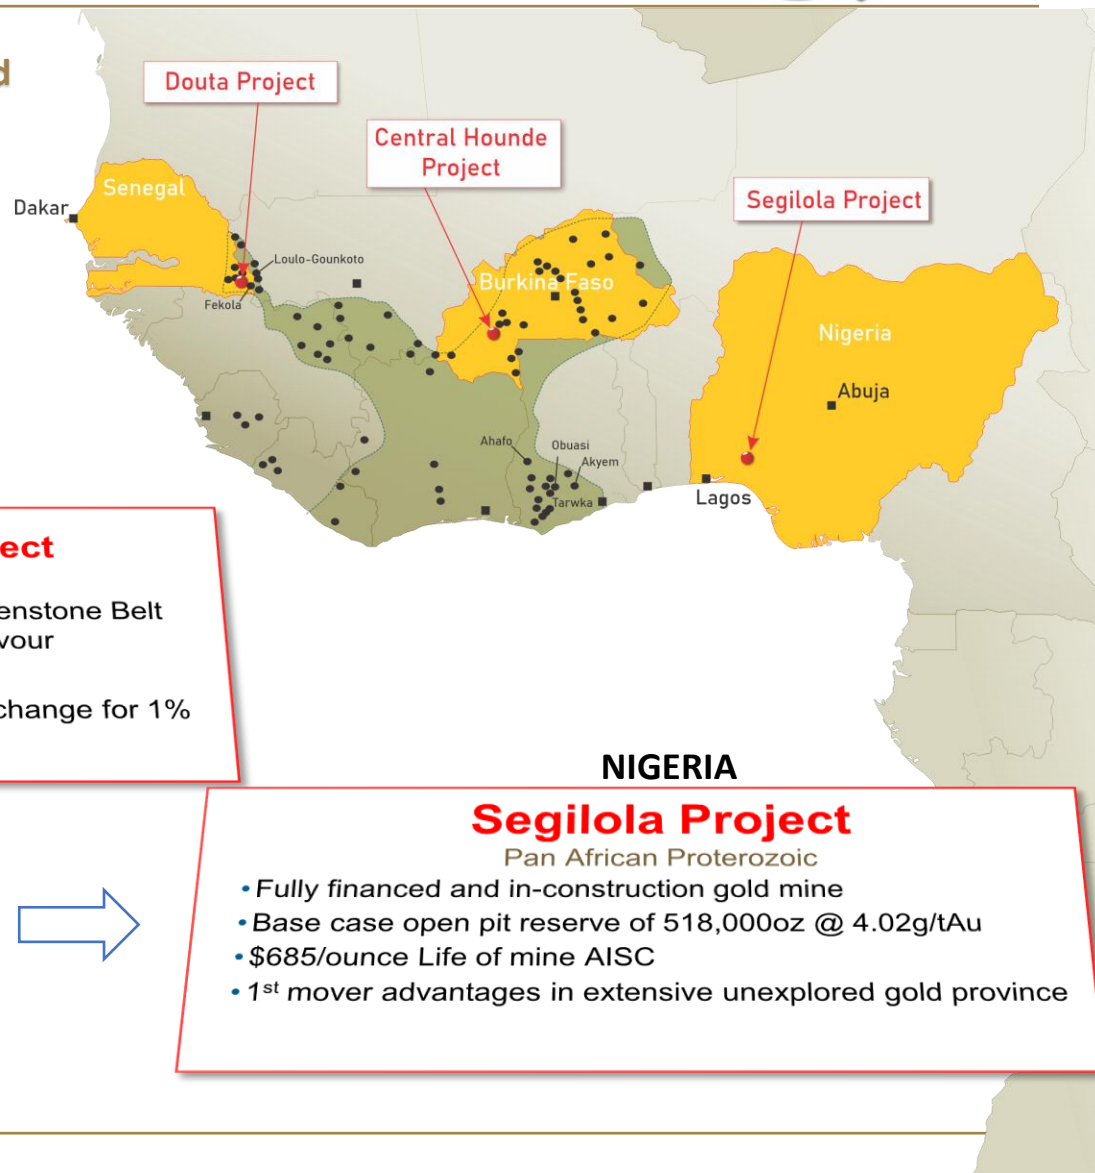 d
Douta Project
Central Hounde
Project
Segilola Project
Senegal
Dakar
Loulo-Gounkoto
Fekola
Burkina Faso
Nigeria
Abuja
Ahafo
Obuasi
Akyem
Tarwka
Lagos
ect
enstone Belt
vour
change for 1%
NIGERIA
Segilola Project
Pan African Proterozoic
• Fully financed and in-construction gold mine
• Base case open pit reserve of 518,000oz @ 4.02g/tAu
• $685/ounce Life of mine AISC
• 1st mover advantages in extensive unexplored gold province